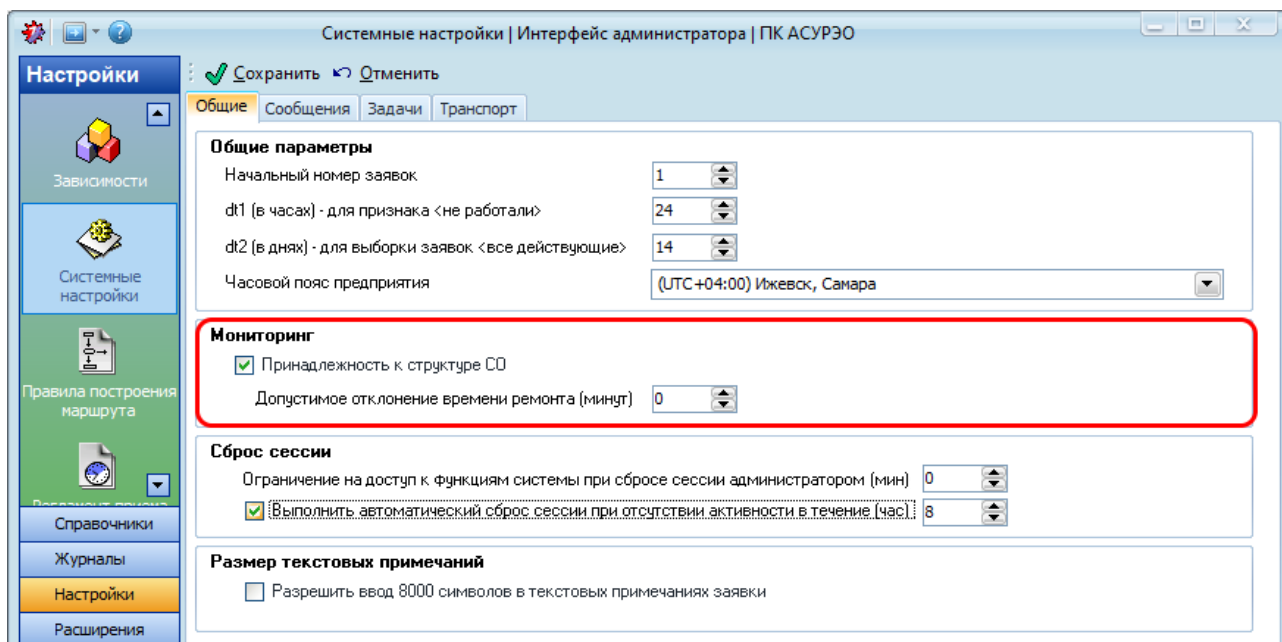 Системные настройки | Интерфейс администратора | ПК АСУРЭО
Настройки
Сохранить Отменить
Общие Сообщения Задачи Транспорт
Зависимости
Системные
настройки
Правила построения
маршрута
Регламент приема
Справочники
Журналы
Настройки
Расширения
Общие параметры
Начальный номер заявок 1
dt1 (в часах) - для признака <не работали> 24
dt2 (в днях) - для выборки заявок <все действующие> 14
Часовой пояс предприятия (UTC+04:00) Ижевск, Самара
Мониторинг
Принадлежность к структуре СО
Допустимое отклонение времени ремонта (минут) 0
Сброс сессии
Ограничение на доступ к функциям системы при сбросе сессии администратором (мин) 0
Выполнить автоматический сброс сессии при отсутствии активности в течение (час) 8
Размер текстовых примечаний
Разрешить ввод 8000 символов в текстовых примечаниях заявки